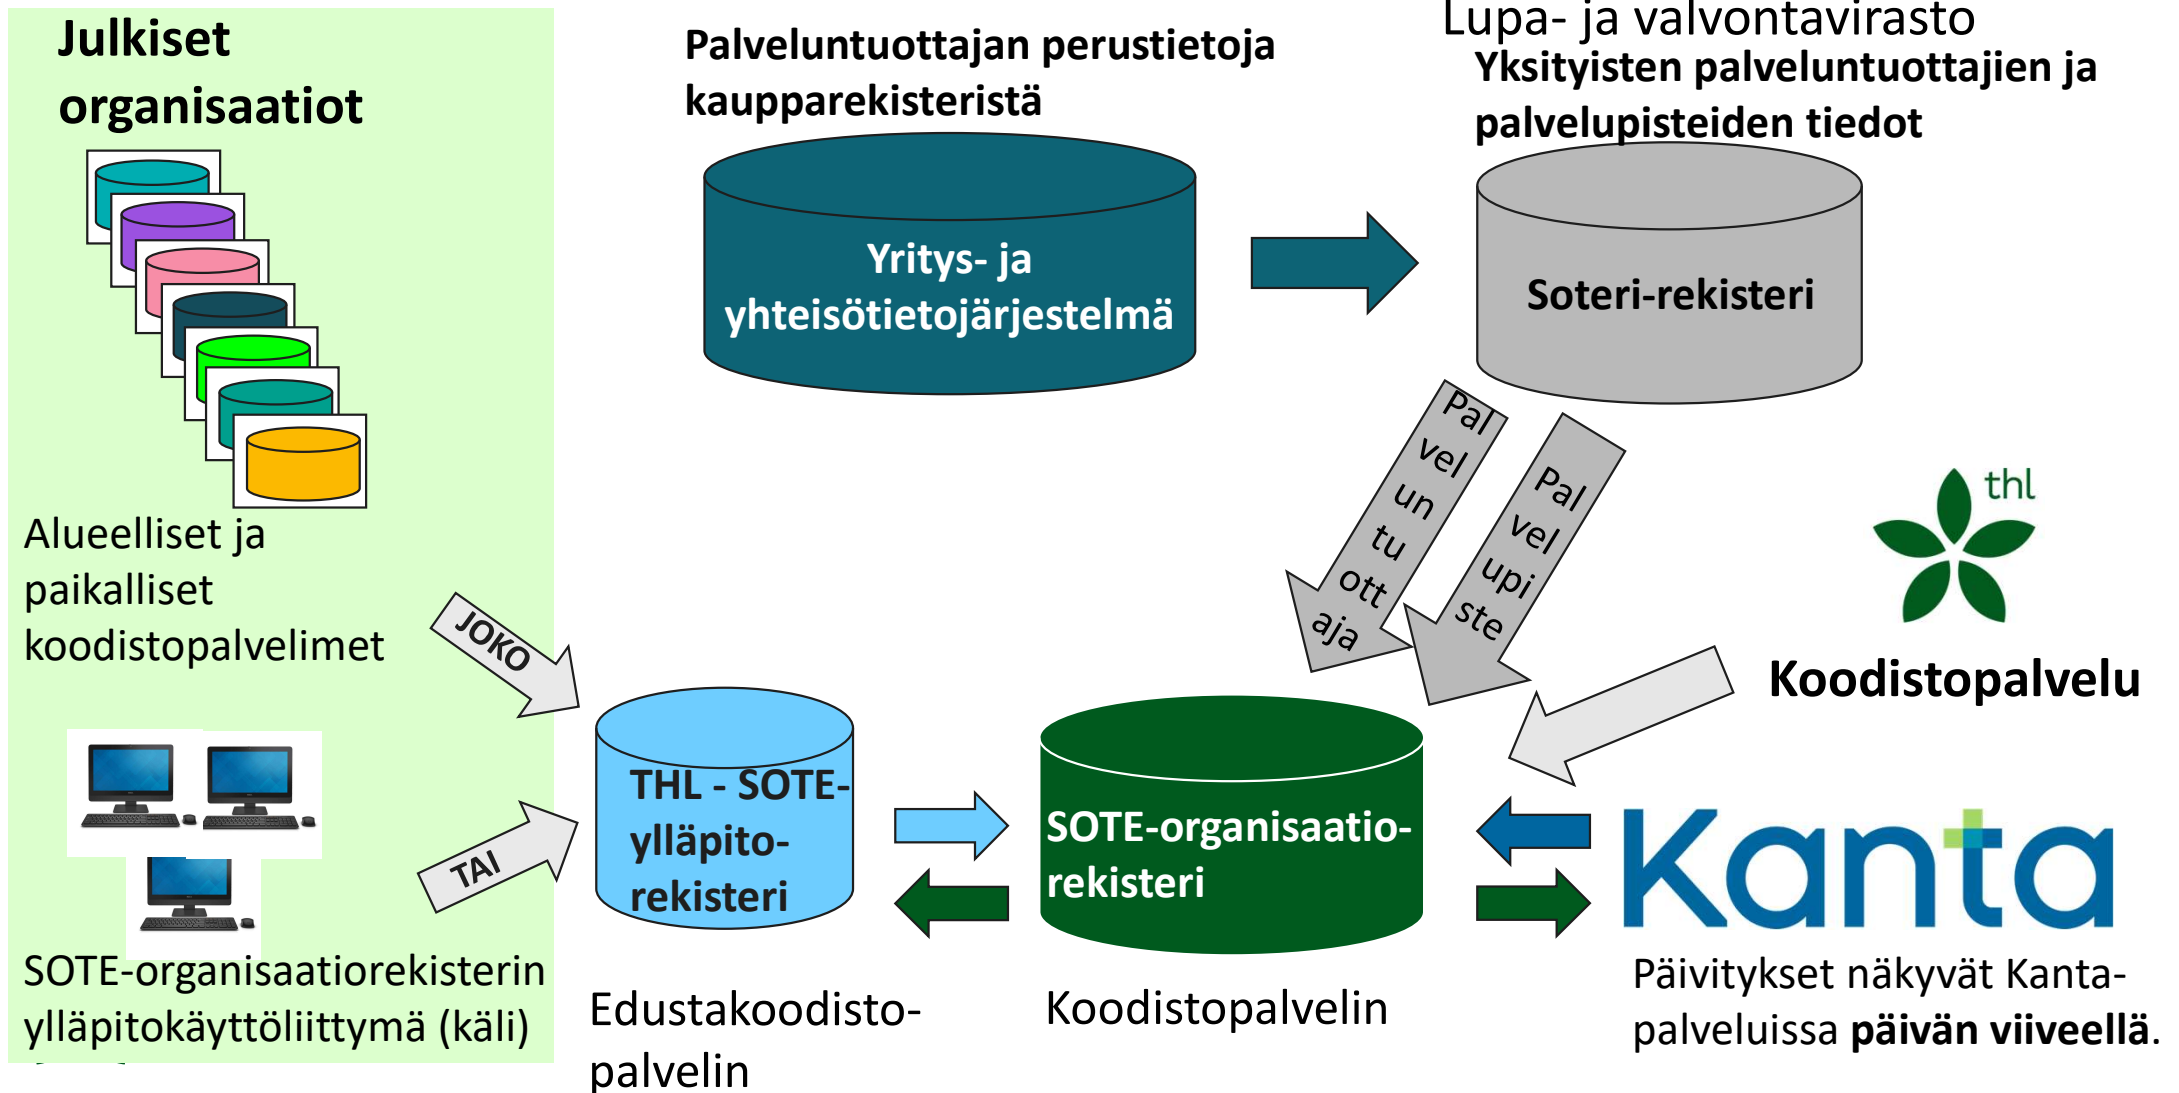 Julkiset
organisaatiot
Alueelliset ja
paikalliset
koodistopalvelimet
JOKO
TAI
SOTE-organisaatiorekisterin
ylläpitokäyttöliittymä (käli)
Palveluntuottajan perustietoja
kaupparekisteristä
Yritys- ja
yhteisötietojärjestelmä
Lupa- ja valvontavirasto
Yksityisten palveluntuottajien ja
palvelupisteiden tiedot
Soteri-rekisteri
Pal
vel
un
tu
ott
aja
Pal
vel
upi
ste
thl
Koodistopalvelu
THL - SOTE-
ylläpito-
rekisteri
Edustakoodisto-
palvelin
SOTE-organisaatio-
rekisteri
Koodistopalvelin
Kanta
Päivitykset näkyvät Kanta-
palveluissa päivän viiveellä.